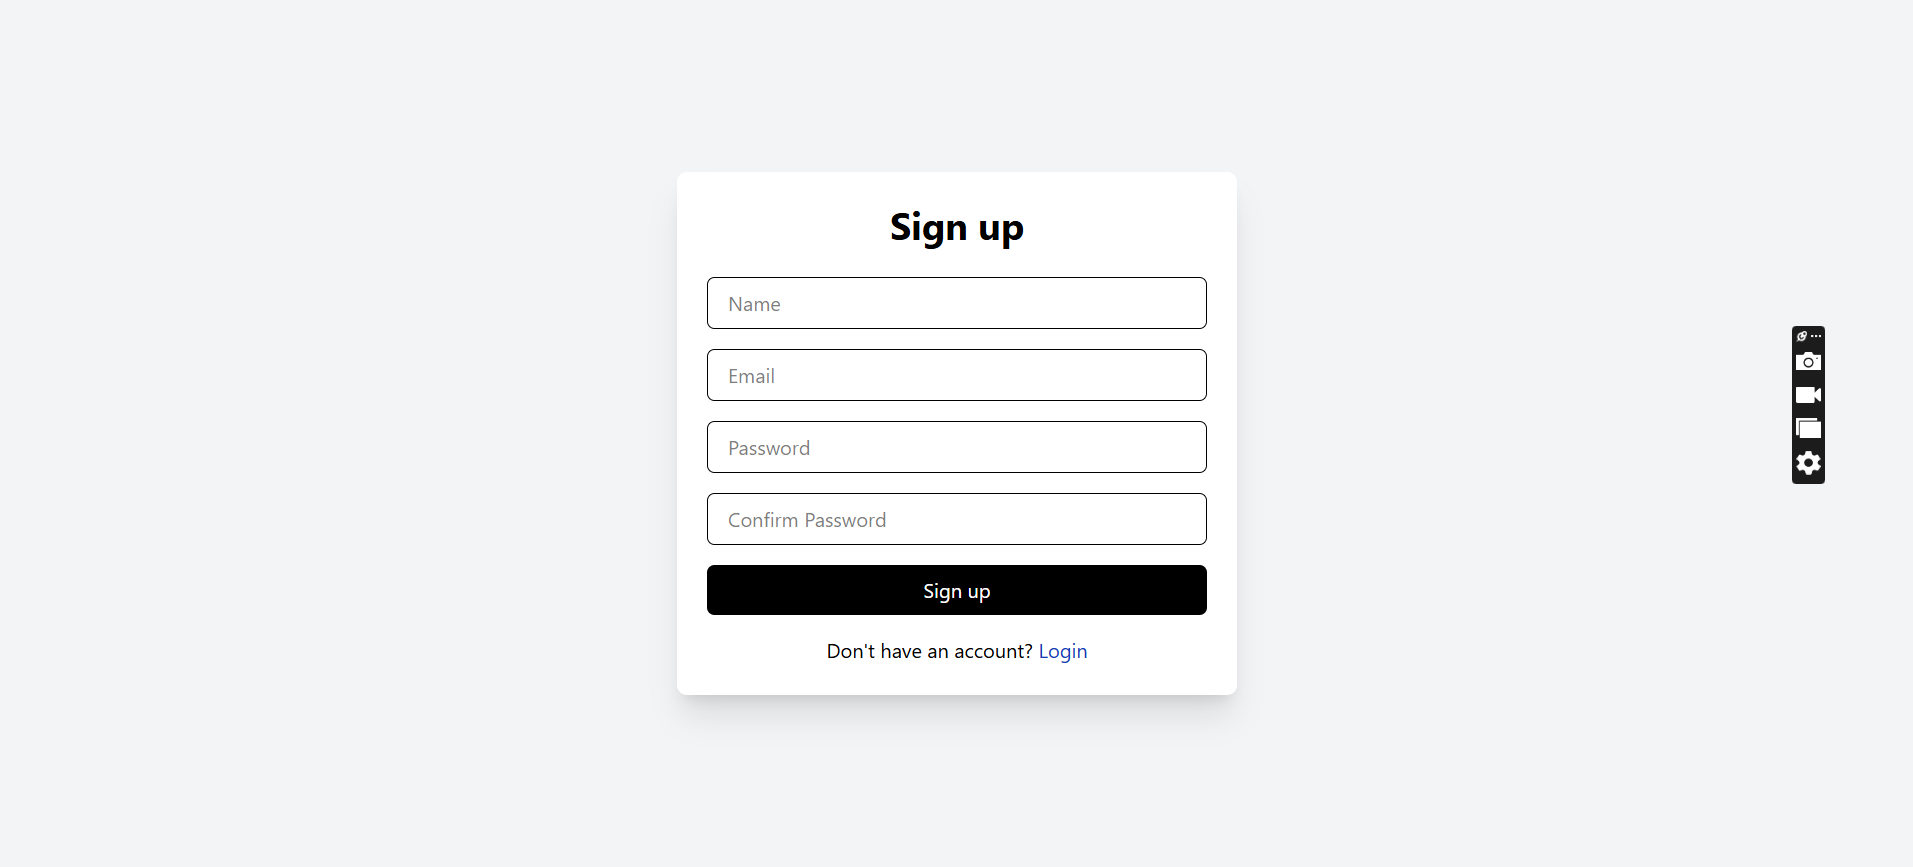 Sign up
Name
Email
Password
Confirm Password
Sign up
Don't have an account? Login